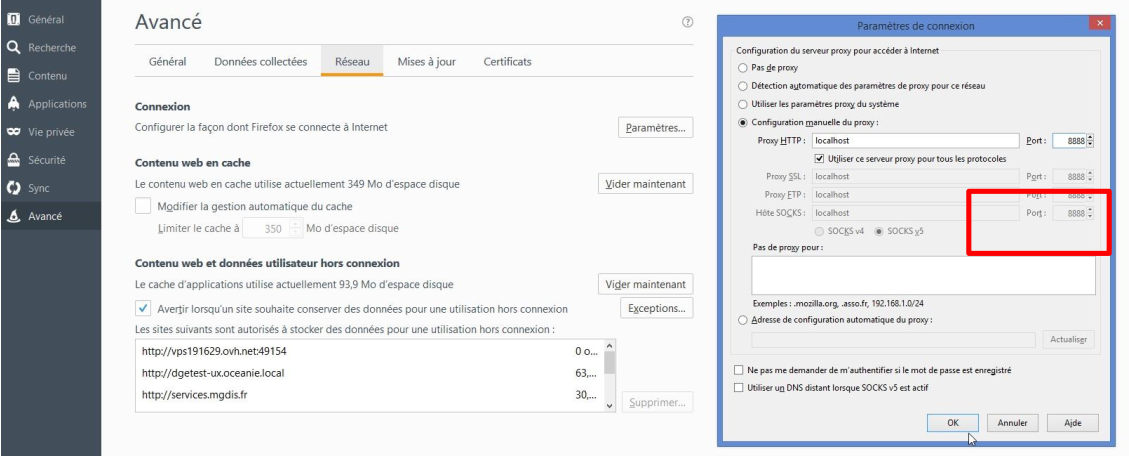 Général
Recherche
Contenu
Applications
Vie privée
Sécurité
Sync
Avancé
Avancé
?
Général Données collectées Réseau Mises à jour Certificats
Connexion
Configurer la façon dont Firefox se connecte à Internet Paramètres...
Contenu web en cache
Le contenu web en cache utilise actuellement 349 Mo d'espace disque Vider maintenant
Modifier la gestion automatique du cache
Limiter le cache à 350 Mo d'espace disque
Contenu web et données utilisateur hors connexion
Le cache d'applications utilise actuellement 93,9 Mo d'espace disque Vider maintenant
Avertir lorsqu'un site souhaite conserver des données pour une utilisation hors connexion Exceptions...
Les sites suivants sont autorisés à stocker des données pour une utilisation hors connexion :
http://vps191629.ovh.net:49154 0 o...
http://dgetest-ux.oceanie.local 63,...
http://services.mgdis.fr 30,...
Supprimer...
Paramètres de connexion
Configuration du serveur proxy pour accéder à Internet
Pas de proxy
Détection automatique des paramètres de proxy pour ce réseau
Utiliser les paramètres proxy du système
Configuration manuelle du proxy :
Proxy HTTP : localhost Port : 8888
Utiliser ce serveur proxy pour tous les protocoles
Proxy SSL : localhost Port : 8888
Proxy FTP : localhost Port : 8888
Hôte SOCKS : localhost Port : 8888
SOCKS v4 SOCKS v5
Pas de proxy pour :
Exemples : .mozilla.org, .asso.fr, 192.168.1.0/24
Adresse de configuration automatique du proxy :
Actualiser
Ne pas me demander de m'authentifier si le mot de passe est enregistré
Utiliser un DNS distant lorsque SOCKS v5 est actif
OK Annuler Aide